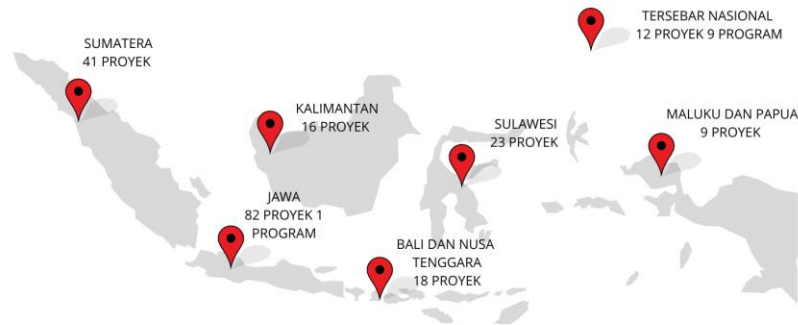 TERSEBAR NASIONAL
12 PROYEK 9 PROGRAM
SUMATERA
41 PROYEK
KALIMANTAN
16 PROYEK
SULAWESI
23 PROYEK
MALUKU DAN PAPUA
9 PROYEK
JAWA
82 PROYEK 1
PROGRAM
BALI DAN NUSA
TENGGARA
18 PROYEK